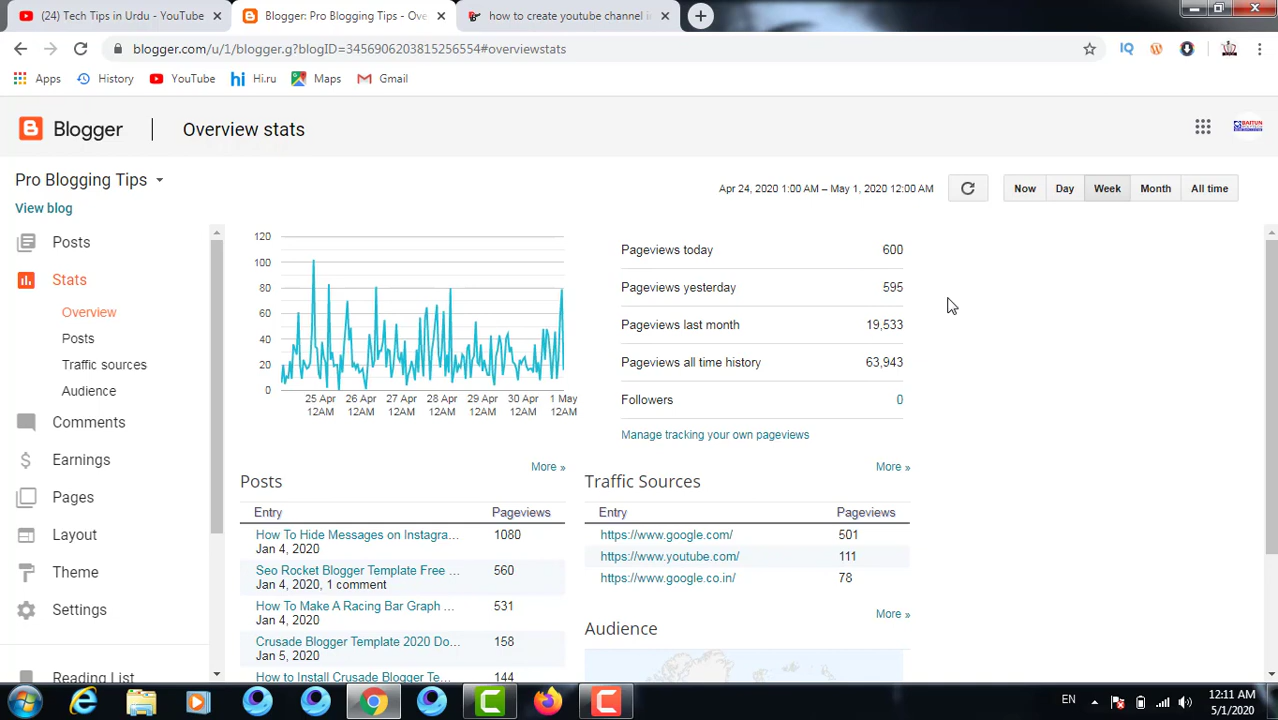 (24) Tech Tips in Urdu - YouTube
Blogger: Pro Blogging Tips - Ove
how to create youtube channel in
blogger.com/u/1/blogger.g?blogID=3456906203815256554#overviewstats
Apps
History
YouTube
Hi.ru
Maps
Gmail
Blogger
Overview stats
Pro Blogging Tips
View blog
Apr 24, 2020 1:00 AM – May 1, 2020 12:00 AM
Now
Day
Week
Month
All time
Posts
Stats
Overview
Posts
Traffic sources
Audience
Comments
Earnings
Pages
Layout
Theme
Settings
Reading List
120
100
80
60
40
20
0
25 Apr 26 Apr 27 Apr 28 Apr 29 Apr 30 Apr 1 May
12AM 12AM 12AM 12AM 12AM 12AM 12AM
Pageviews today 600
Pageviews yesterday 595
Pageviews last month 19,533
Pageviews all time history 63,943
Followers 0
Manage tracking your own pageviews
More »
Posts
Entry Pageviews
How To Hide Messages on Instagra... 1080
Jan 4, 2020
Seo Rocket Blogger Template Free ... 560
Jan 4, 2020, 1 comment
How To Make A Racing Bar Graph ... 531
Jan 4, 2020
Crusade Blogger Template 2020 Do... 158
Jan 5, 2020
How to Install Crusade Blogger Te... 144
More »
Traffic Sources
Entry Pageviews
https://www.google.com/ 501
https://www.youtube.com/ 111
https://www.google.co.in/ 78
More »
Audience
EN
12:11 AM
5/1/2020